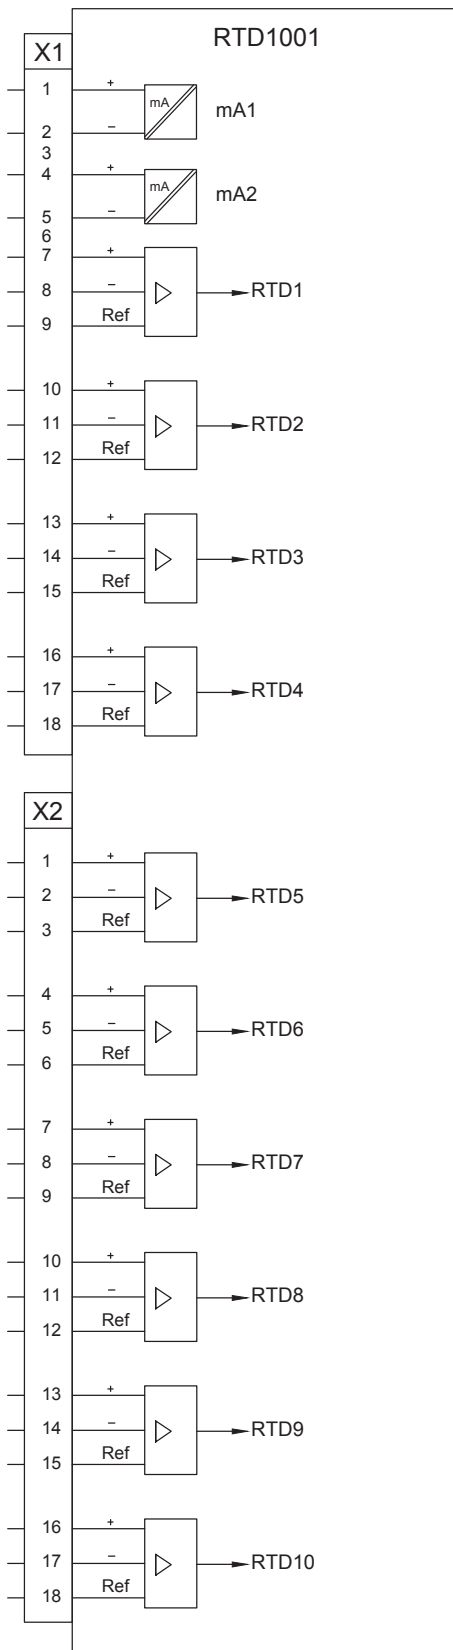 RTD1001
X1
1 +
mA mA1
2 −
3
4 +
mA mA2
5 −
6
7 +
8 − RTD1
9 Ref
10 +
11 − RTD2
12 Ref
13 +
14 − RTD3
15 Ref
16 +
17 − RTD4
18 Ref
X2
1 +
2 − RTD5
3 Ref
4 +
5 − RTD6
6 Ref
7 +
8 − RTD7
9 Ref
10 +
11 − RTD8
12 Ref
13 +
14 − RTD9
15 Ref
16 +
17 − RTD10
18 Ref